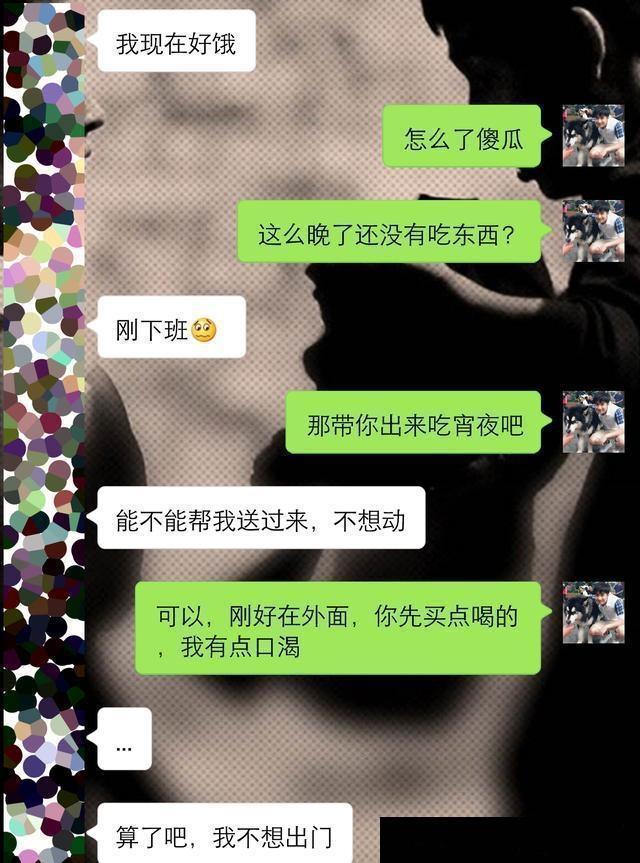 我现在好饿
怎么了傻瓜
这么晚了还没有吃东西？
刚下班
那带你出来吃宵夜吧
能不能帮我送过来，不想动
可以，刚好在外面，你先买点喝的
，我有点口渴
...
算了吧，我不想出门